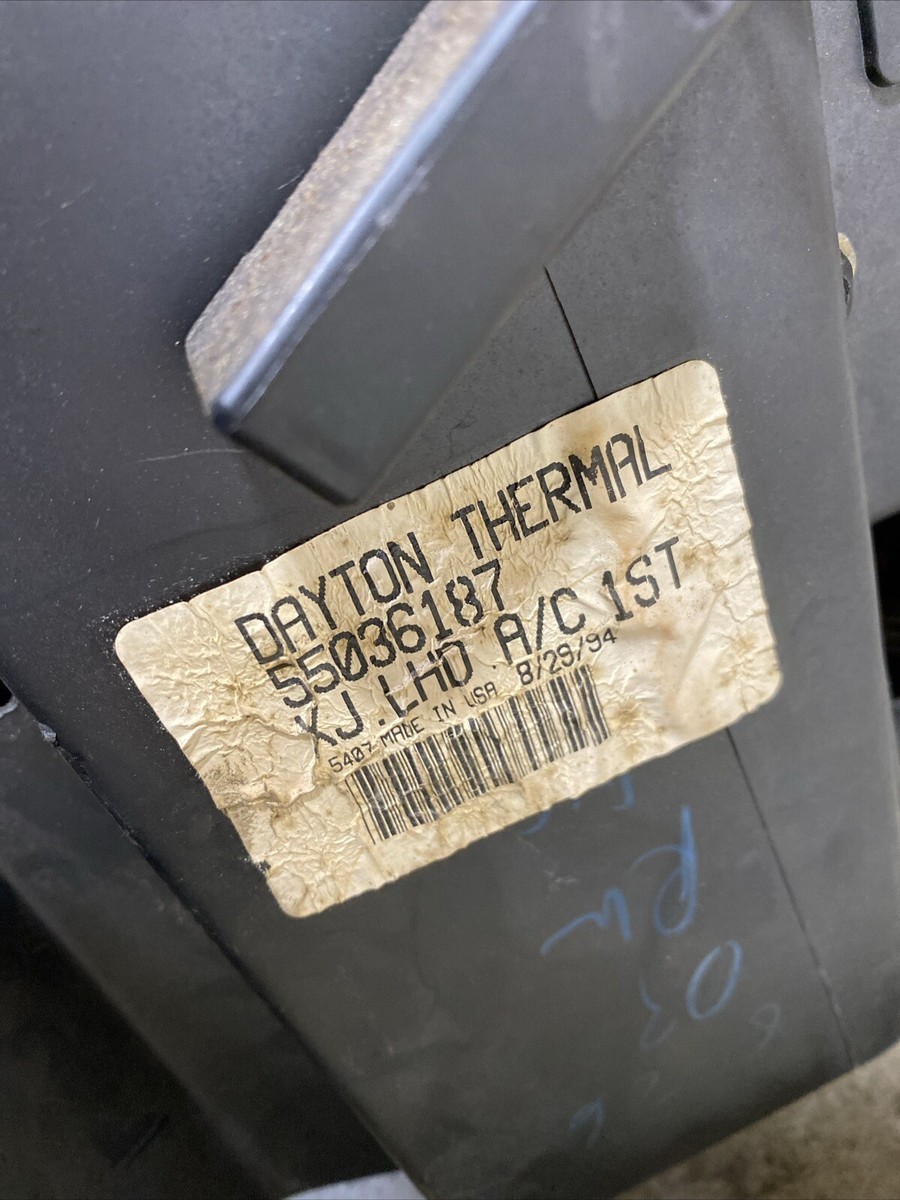 DAYTON THERMAL
55036187
XJ.LHD.A/C 1ST
5407 MADE IN USA 8/29/94